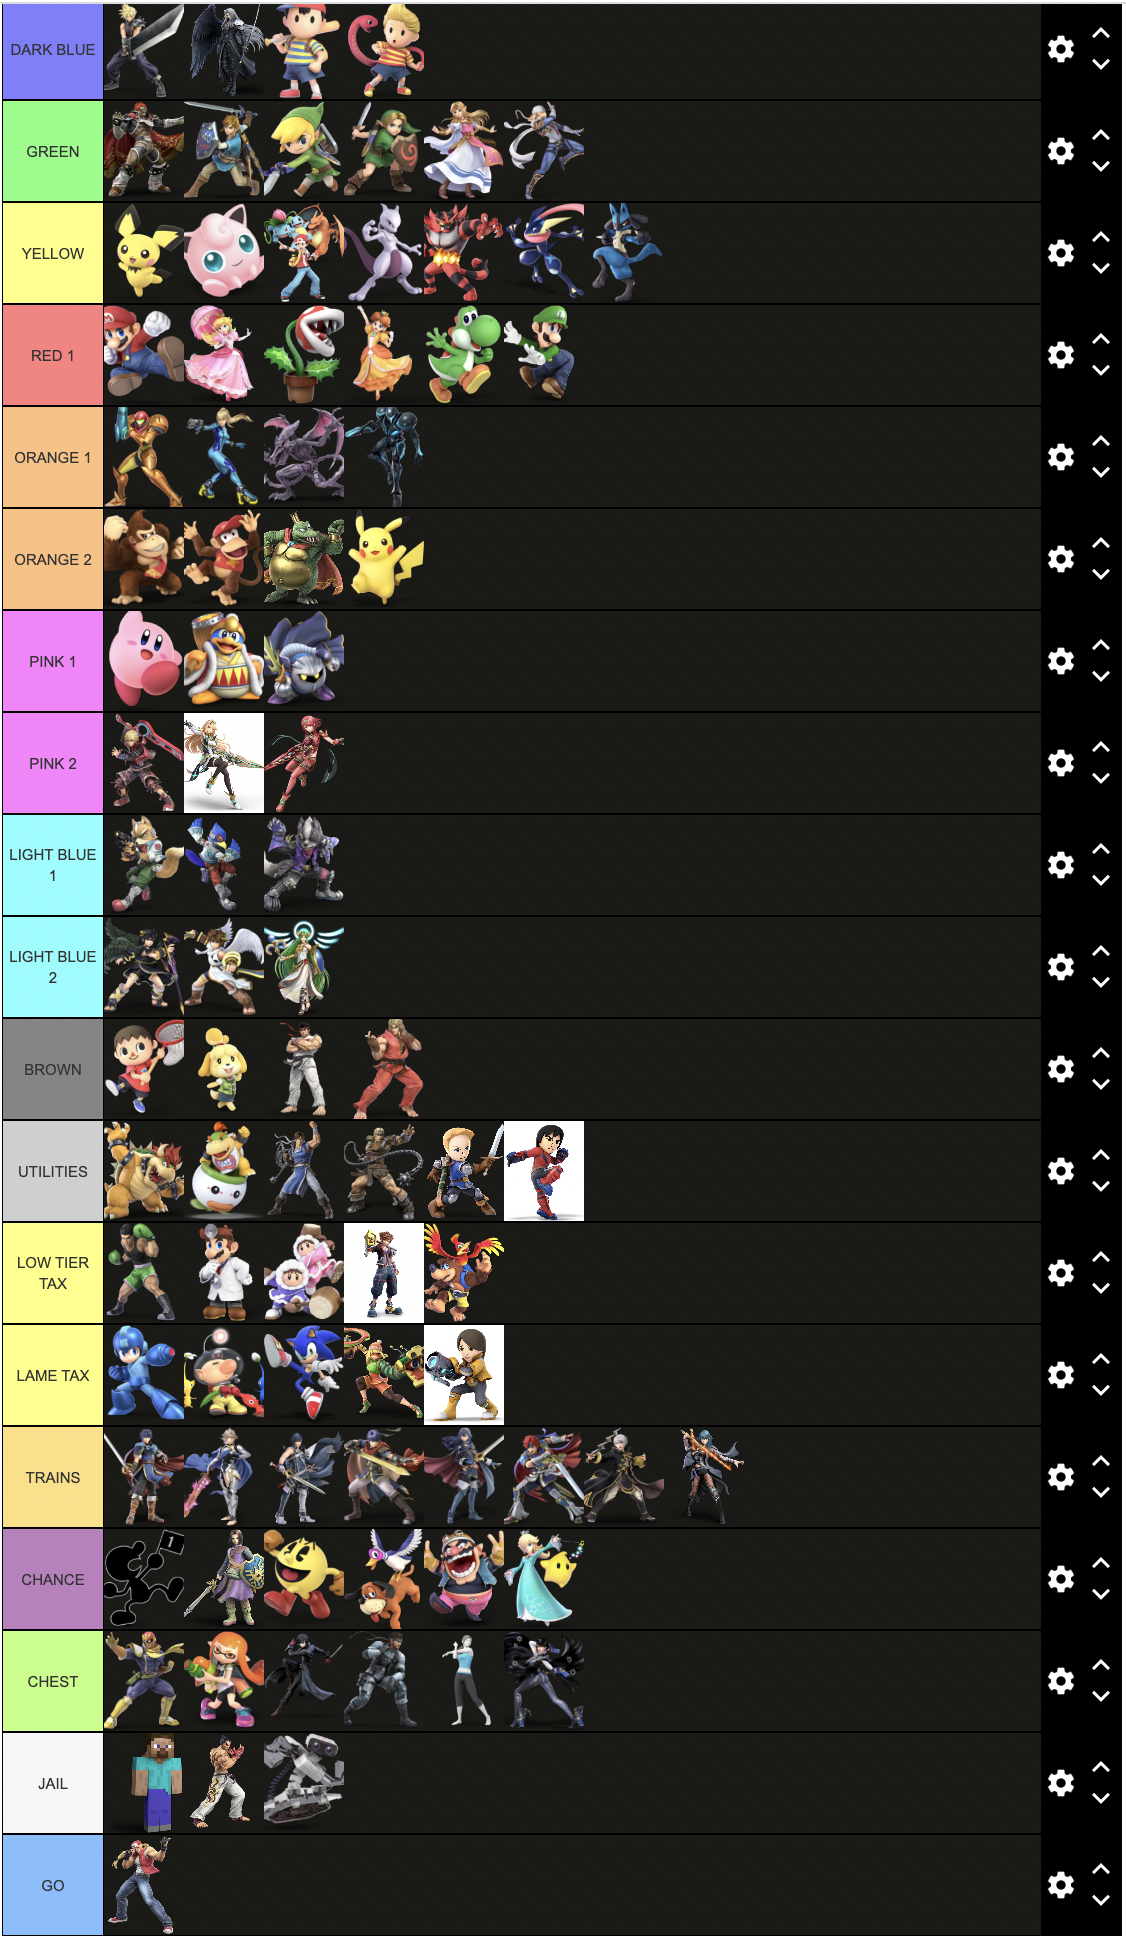 DARK BLUE
GREEN
YELLOW
RED 1
ORANGE 1
ORANGE 2
PINK 1
PINK 2
LIGHT BLUE
1
LIGHT BLUE
2
BROWN
UTILITIES
LOW TIER
TAX
LAME TAX
TRAINS
CHANCE
1
CHEST
JAIL
GO